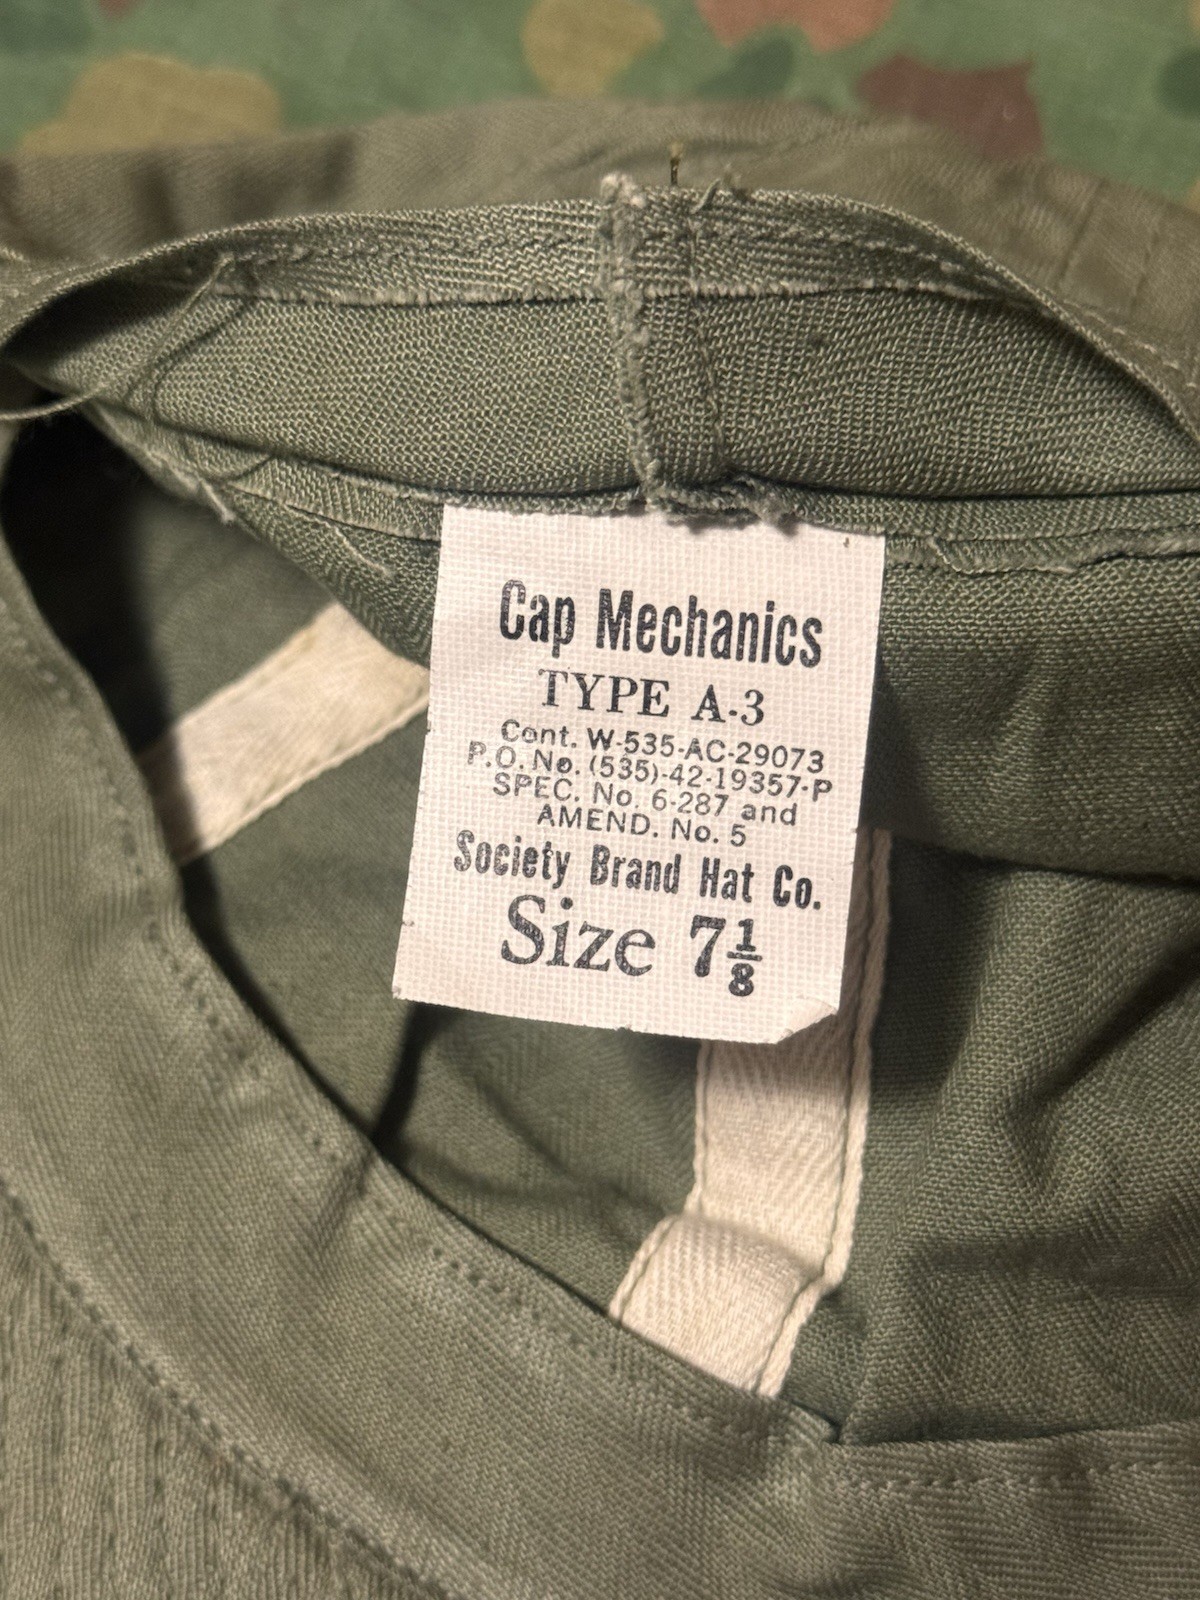 Cap Mechanics
TYPE A-3
Cont. W-535-AC-29073
P.O. No. (535)-42-19357-P
SPEC. No. 6-287 and
AMEND. No. 5
Society Brand Hat Co.
Size 7 1/8